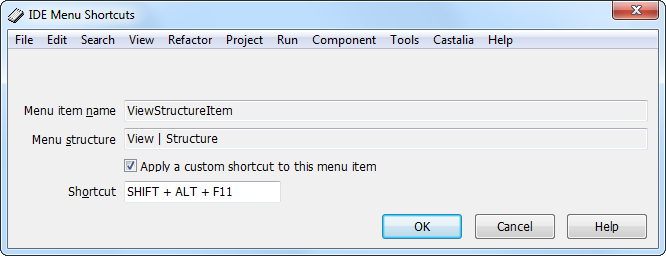 IDE Menu Shortcuts
File Edit Search View Refactor Project Run Component Tools Castalia Help
Menu item name ViewStructureItem
Menu structure View | Structure
Apply a custom shortcut to this menu item
Shortcut SHIFT + ALT + F11
OK Cancel Help